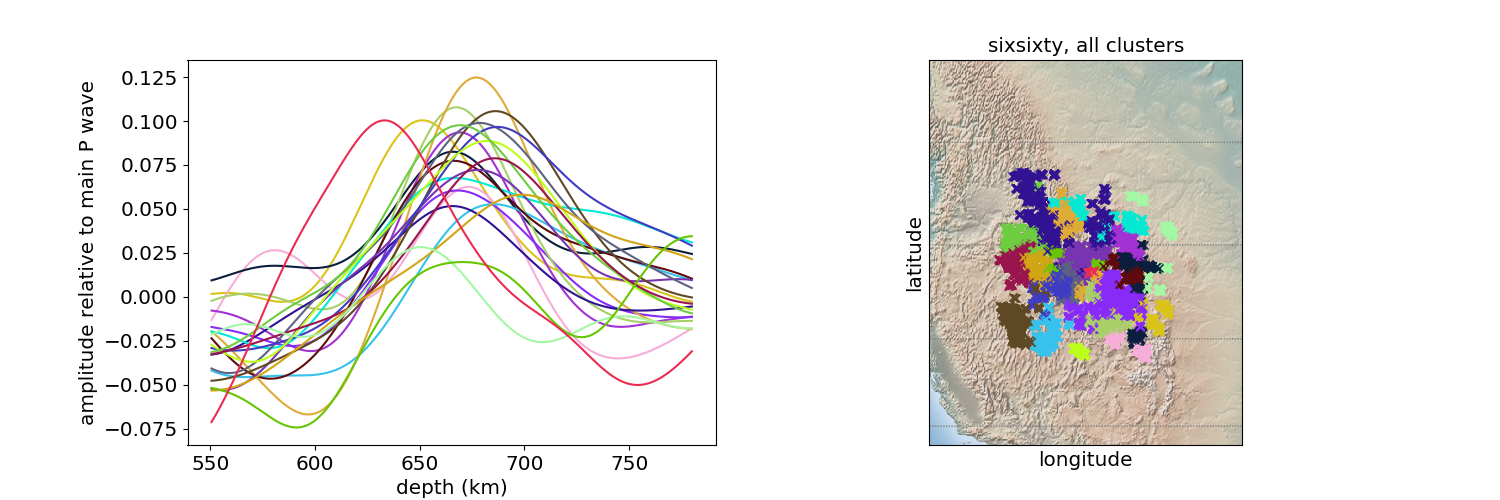 amplitude relative to main P wave
0.125
0.100
0.075
0.050
0.025
0.000
−0.025
−0.050
−0.075
550
600
650
700
750
depth (km)
sixsixty, all clusters
latitude
longitude